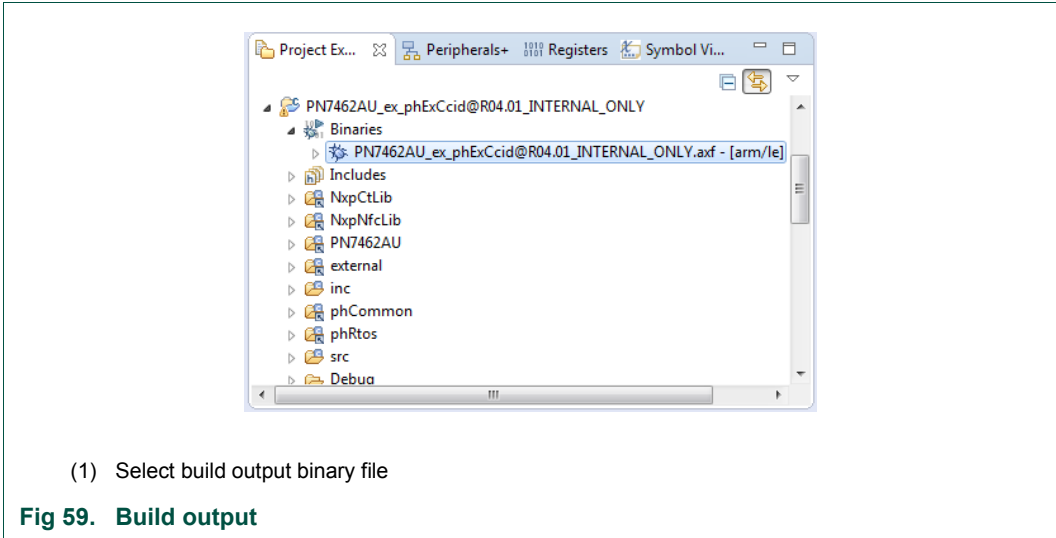 Project Ex... Peripherals+ Registers Symbol Vi...
PN7462AU_ex_phExCcid@R04.01_INTERNAL_ONLY
Binaries
PN7462AU_ex_phExCcid@R04.01_INTERNAL_ONLY.axf - [arm/le]
Includes
NxpCtLib
NxpNfcLib
PN7462AU
external
inc
phCommon
phRtos
src
Debug
(1) Select build output binary file
Fig 59. Build output